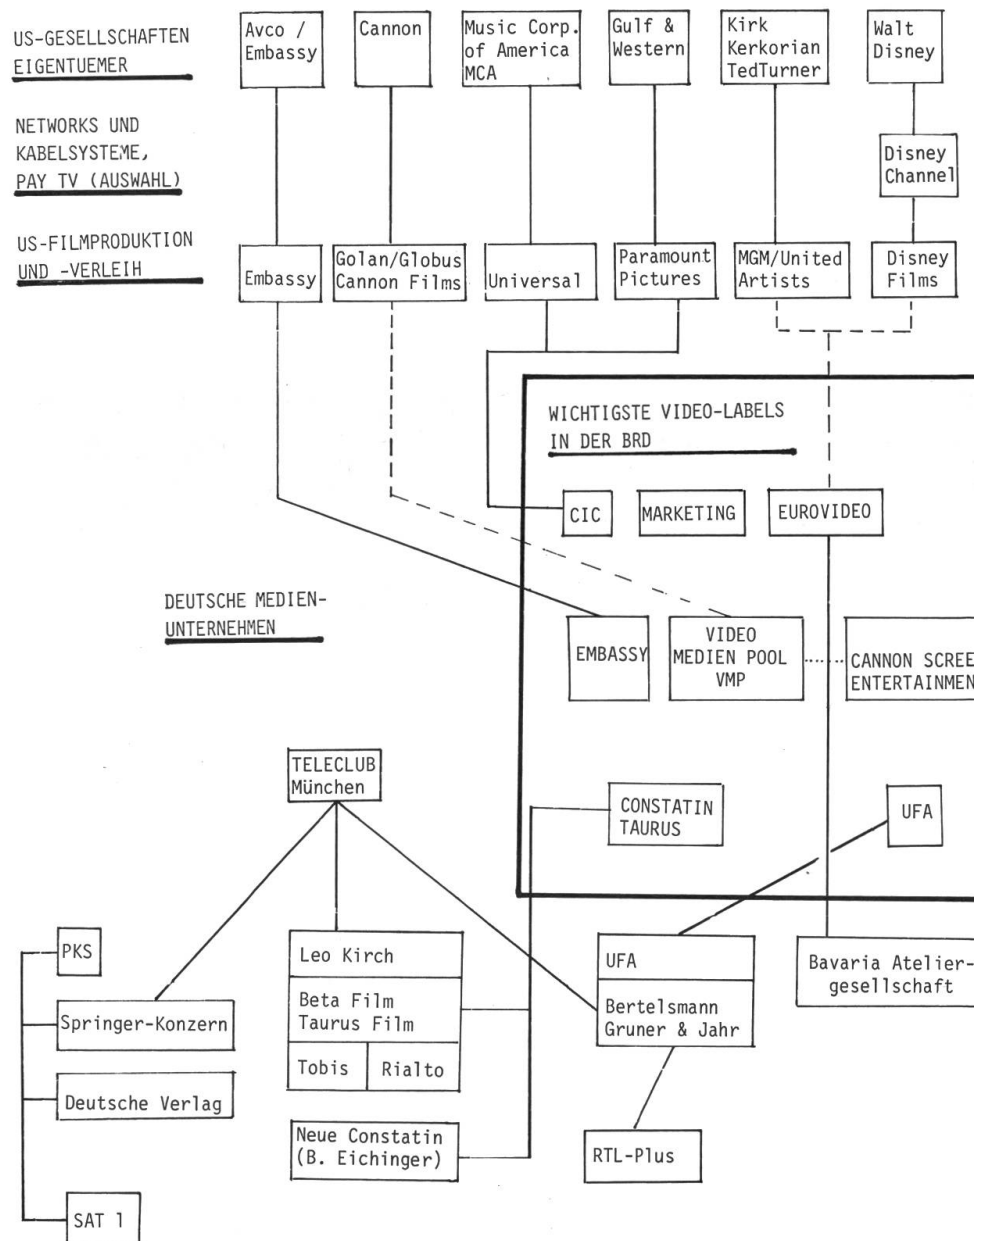 US-GESELLSCHAFTEN
EIGENTUEMER
Avco /
Embassy
Cannon
Music Corp.
of America
MCA
Gulf &
Western
Kirk
Kerkorian
TedTurner
Walt
Disney
NETWORKS UND
KABELSYSTEME,
PAY TV (AUSWAHL)
Disney
Channel
US-FILMPRODUKTION
UND -VERLEIH
Embassy
Golan/Globus
Cannon Films
Universal
Paramount
Pictures
MGM/United
Artists
Disney
Films
WICHTIGSTE VIDEO-LABELS
IN DER BRD
CIC
MARKETING
EUROVIDEO
DEUTSCHE MEDIEN-
UNTERNEHMEN
EMBASSY
VIDEO
MEDIEN POOL
VMP
CANNON SCREE
ENTERTAINMEN
TELECLUB
München
CONSTATIN
TAURUS
UFA
PKS
Springer-Konzern
Deutsche Verlag
SAT 1
Leo Kirch
Beta Film
Taurus Film
Tobis
Rialto
Neue Constatin
(B. Eichinger)
UFA
Bertelsmann
Gruner & Jahr
RTL-Plus
Bavaria Atelier-
gesellschaft